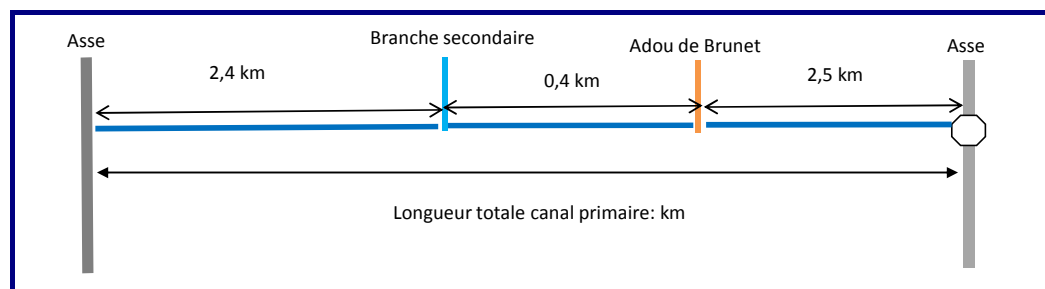 Asse
Branche secondaire
Adou de Brunet
Asse
2,4 km
0,4 km
2,5 km
Longueur totale canal primaire: km